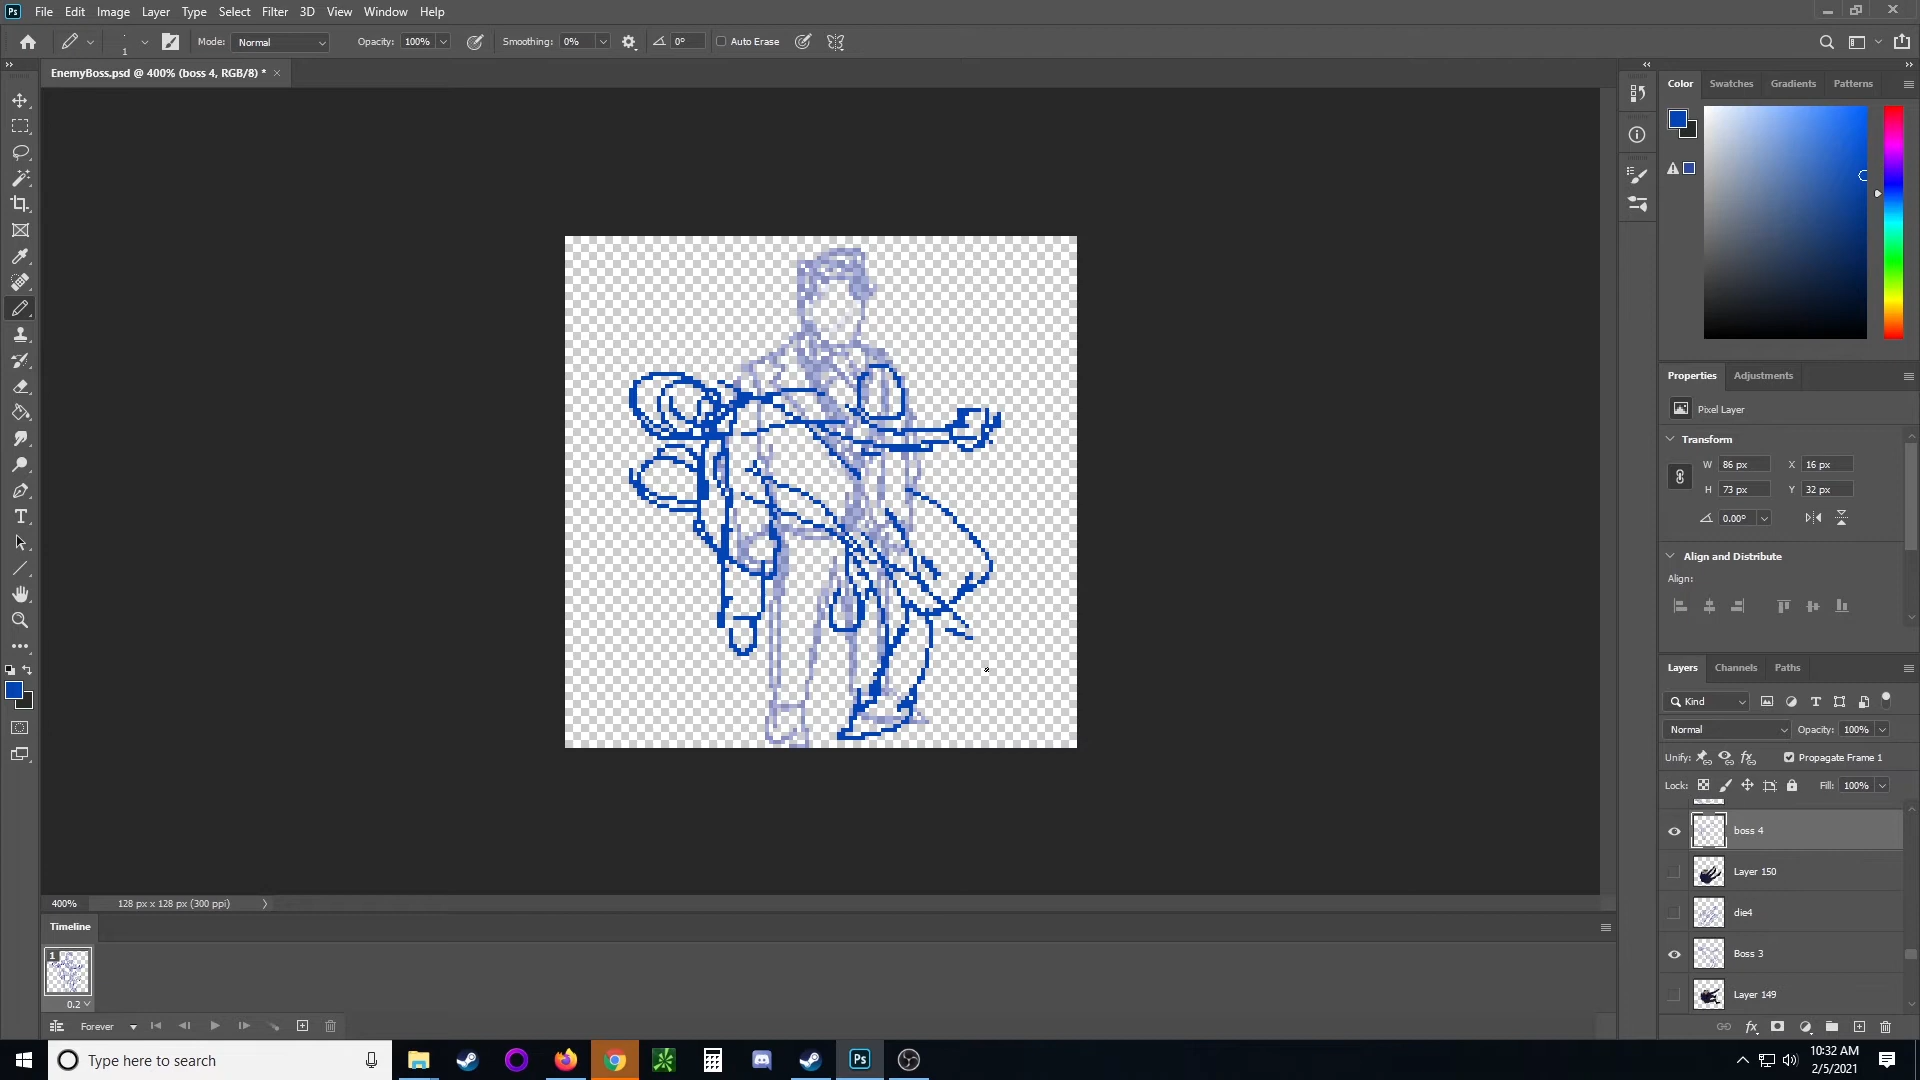 Ps File Edit Image Layer Type Select Filter 3D View Window Help
1 Mode: Normal Opacity: 100% Smoothing: 0% 0° Auto Erase
EnemyBoss.psd @ 400% (boss 4, RGB/8) * ×
Color Swatches Gradients Patterns
Properties Adjustments
Pixel Layer
Transform
W 86 px X 16 px
H 73 px Y 32 px
0.00°
Align and Distribute
Align:
Layers Channels Paths
Kind
Normal Opacity: 100%
Unify: Propagate Frame 1
Lock: Fill: 100%
boss 4
Layer 150
die4
Boss 3
Layer 149
400% 128 px x 128 px (300 ppi)
Timeline
1
0.2
Forever
Type here to search
Ps
10:32 AM
2/5/2021